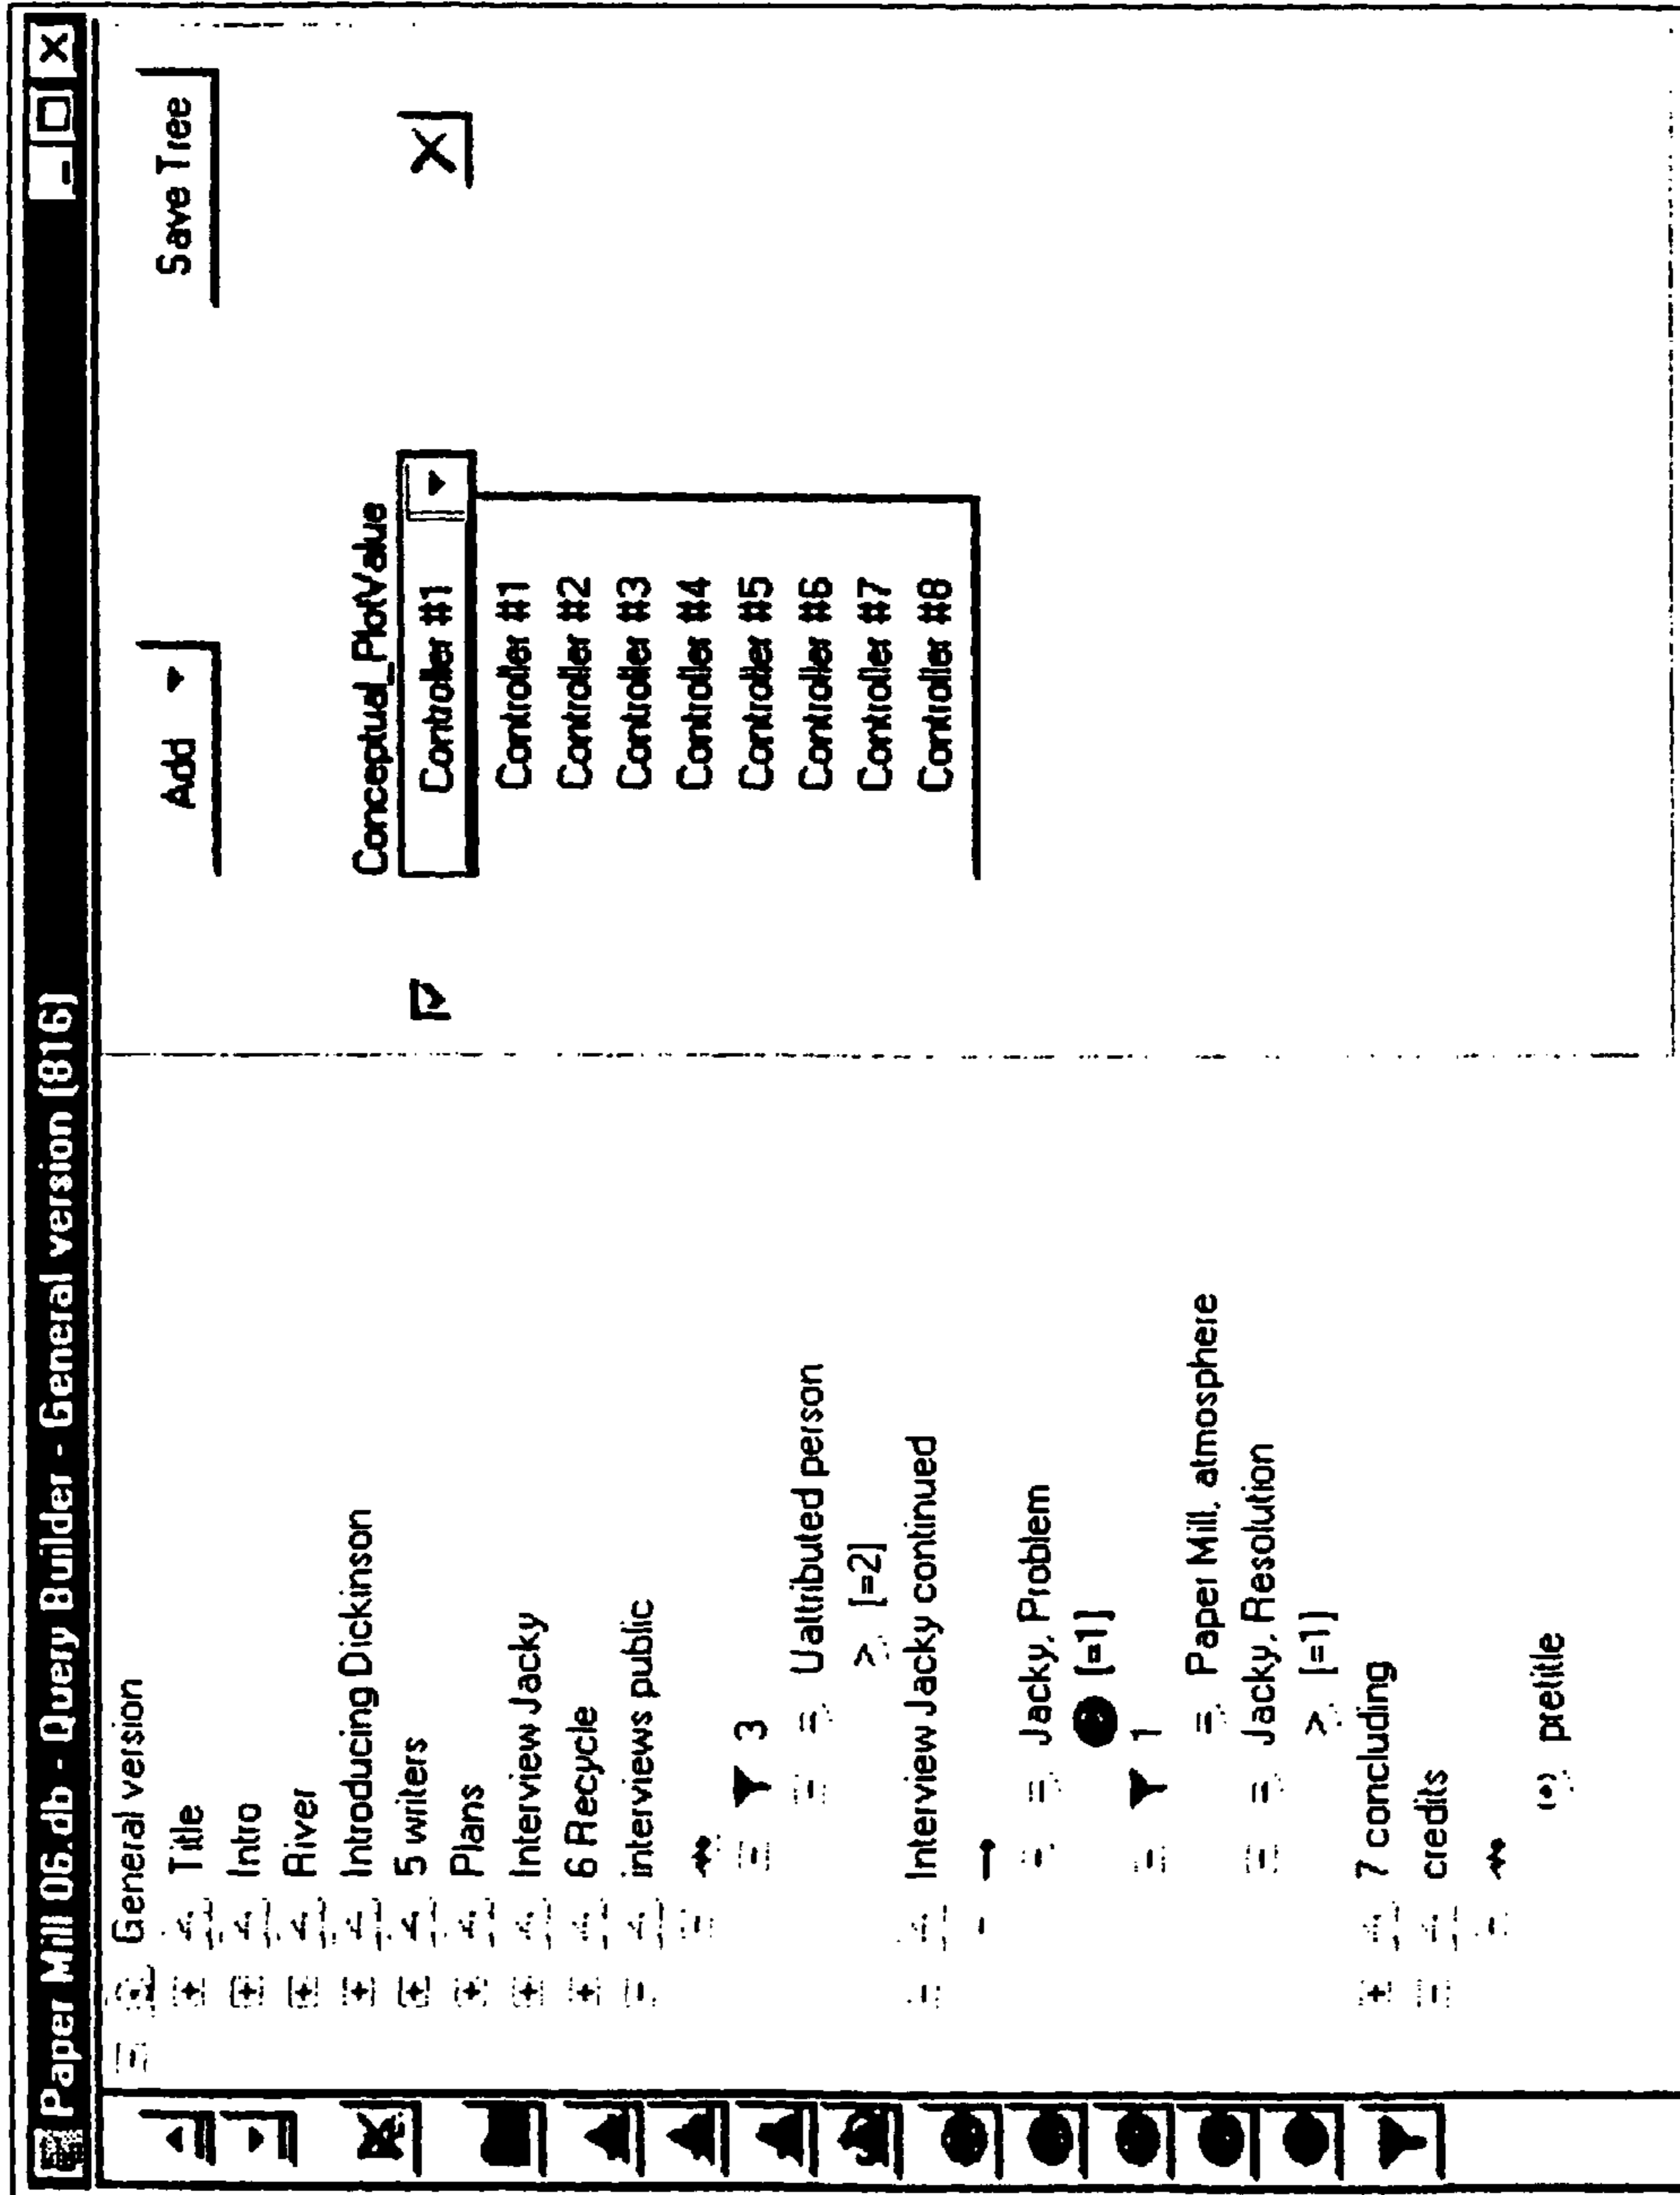 Paper Mill 06.db - Query Builder - General version (816)
Add
Save Tree
General version
Title
Intro
River
Introducing Dickinson
5 writers
Plans
Interview Jacky
6 Recycle
interviews public
3
= Uattributed person
> [=2]
Interview Jacky continued
= Jacky, Problem
[=1]
1
= Paper Mill, atmosphere
= Jacky, Resolution
> [=1]
7 concluding
credits
pretitle
Conceptual_PlotValue
Controller #1
Controller #1
Controller #2
Controller #3
Controller #4
Controller #5
Controller #6
Controller #7
Controller #8